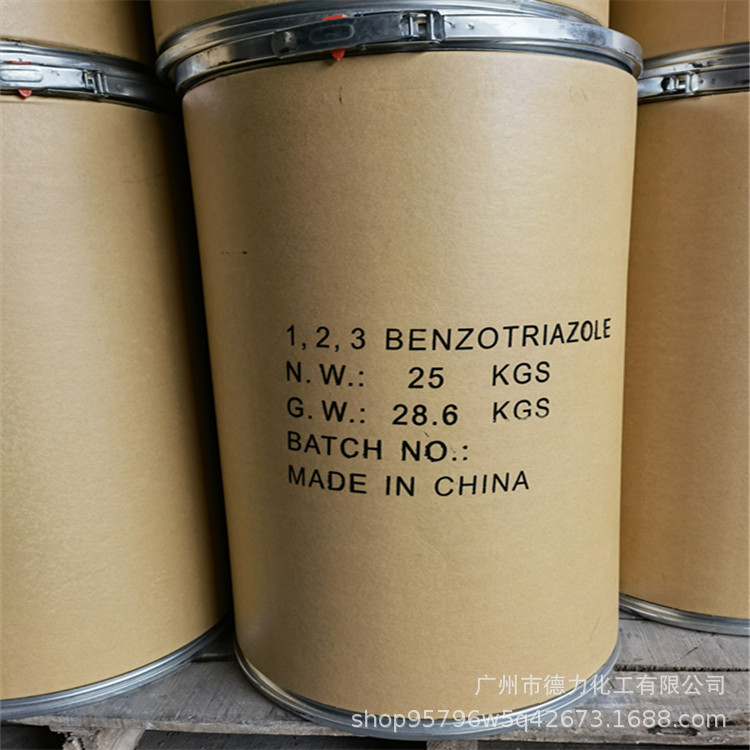 1,2,3 BENZOTRIAZOLE
N.W.: 25 KGS
G.W.: 28.6 KGS
BATCH NO.:
MADE IN CHINA
广州市德力化工有限公司
shop95796w5q42673.1688.com